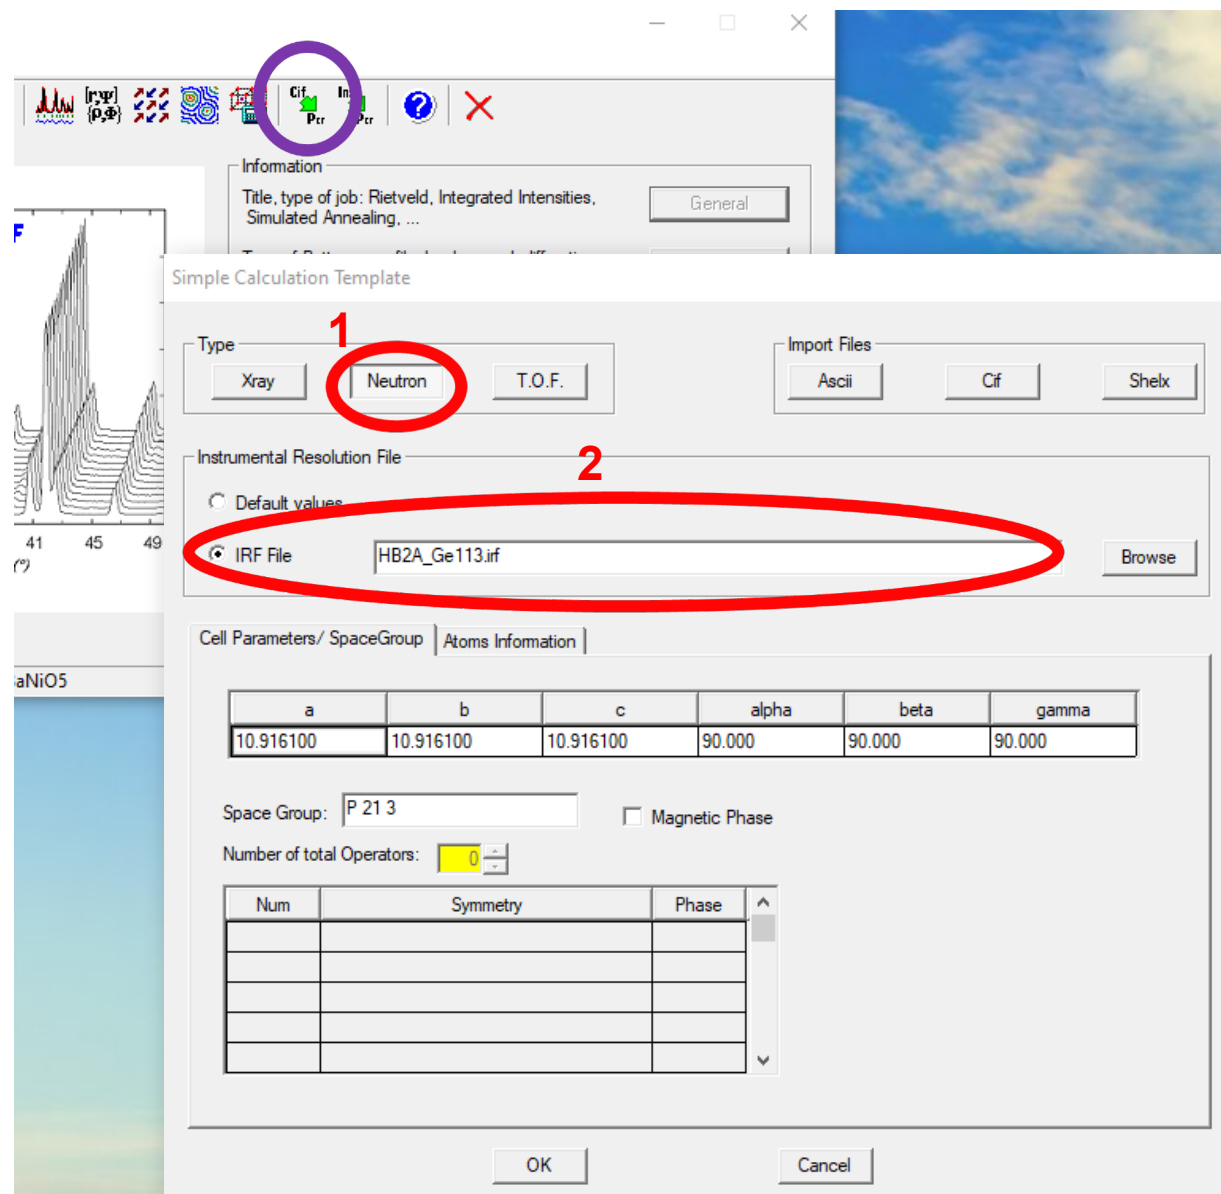 [r,Ψ]
{ρ,Φ}
Cif
Pcr
Ins
Pcr
Information
Title, type of job: Rietveld, Integrated Intensities,
Simulated Annealing, ...
General
F
Simple Calculation Template
1
Type
Xray
Neutron
T.O.F.
Import Files
Ascii
Cif
Shelx
Instrumental Resolution File
2
Default values
IRF File
HB2A_Ge113.irf
Browse
41 45 49
(°)
Cell Parameters/ SpaceGroup
Atoms Information
aNiO5
a b c alpha beta gamma
10.916100 10.916100 10.916100 90.000 90.000 90.000
Space Group: P 21 3
Magnetic Phase
Number of total Operators: 0
Num Symmetry Phase
OK
Cancel